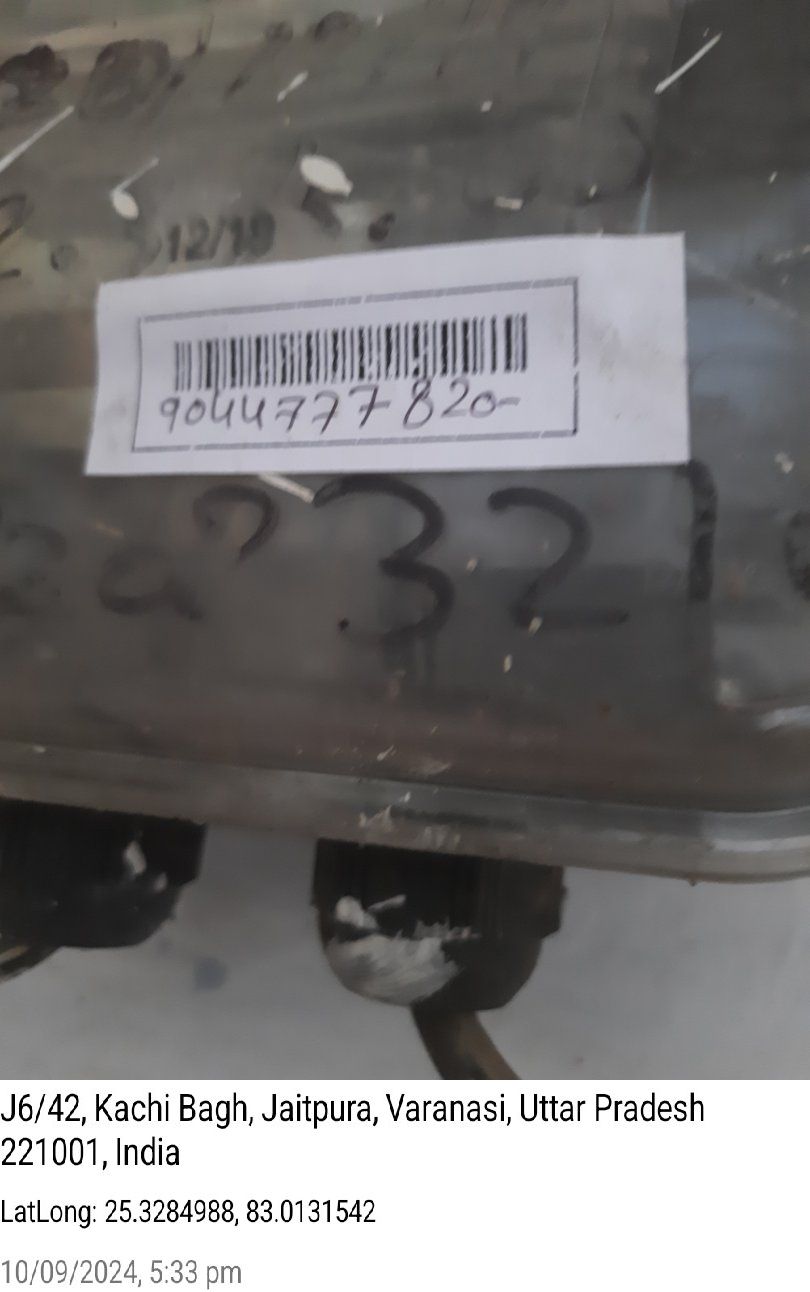 12/19
9044777820-
321
J6/42, Kachi Bagh, Jaitpura, Varanasi, Uttar Pradesh
221001, India
LatLong: 25.3284988, 83.0131542
10/09/2024, 5:33 pm